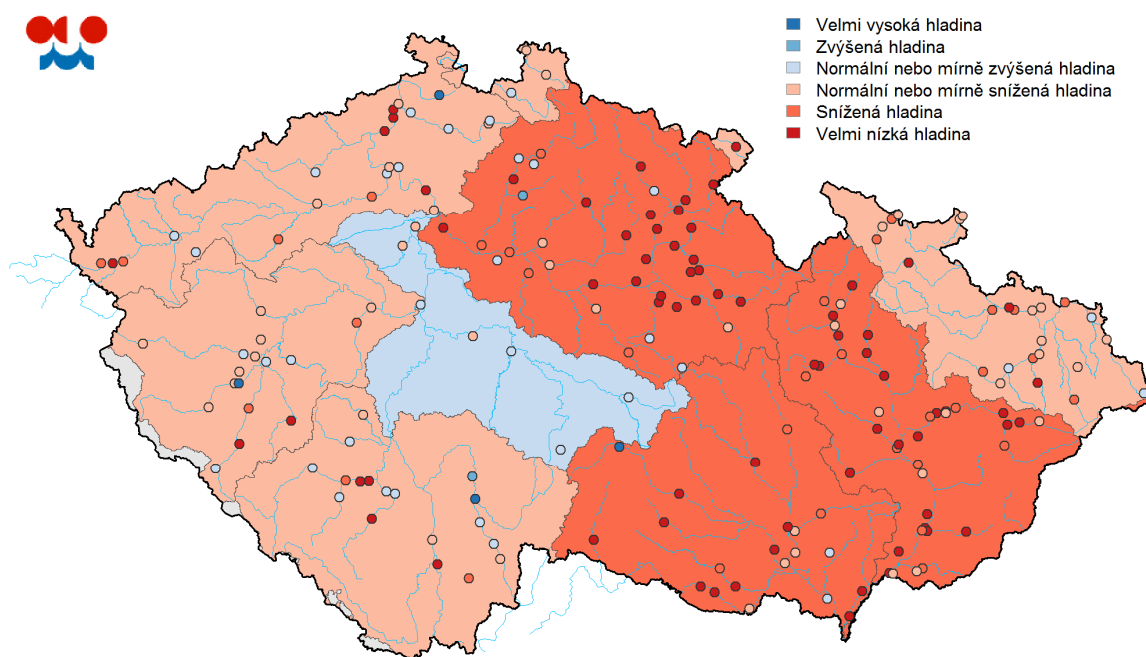 Velmi vysoká hladina
Zvýšená hladina
Normální nebo mírně zvýšená hladina
Normální nebo mírně snížená hladina
Snížená hladina
Velmi nízká hladina